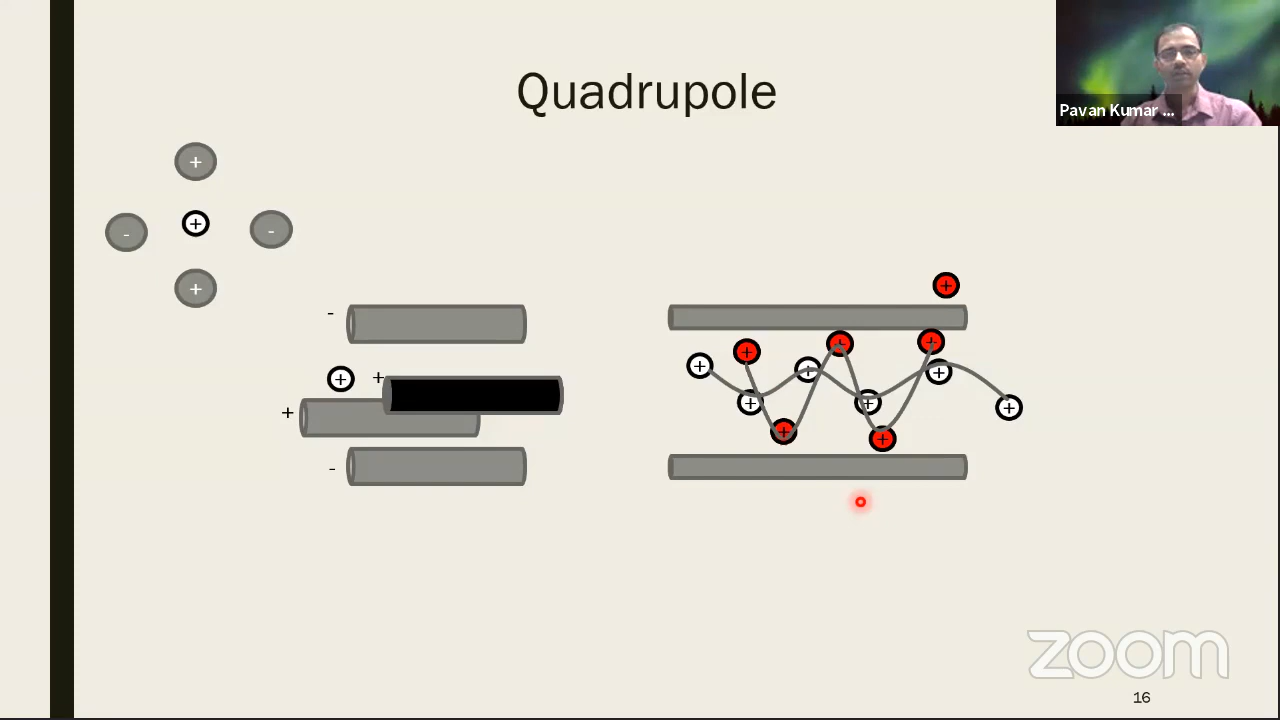 Quadrupole
Pavan Kumar ...
+
- + -
+
-
+ +
+
-
+
+ + +
+ + +
+ + +
+ +
zoom
16